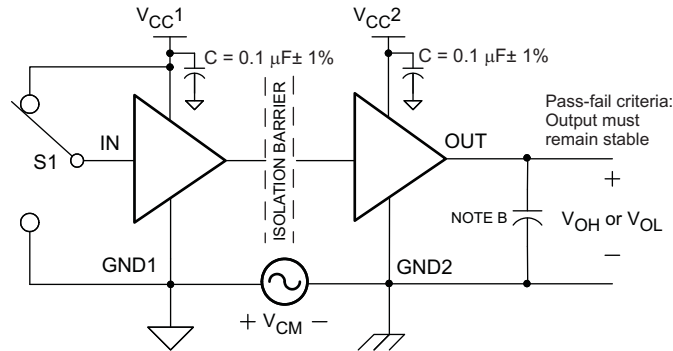 VCC1
VCC2
C = 0.1 μF± 1%
C = 0.1 μF± 1%
Pass-fail criteria:
Output must
remain stable
S1
IN
ISOLATION BARRIER
OUT
+
NOTE B
VOH or VOL
–
GND1
GND2
+ VCM –